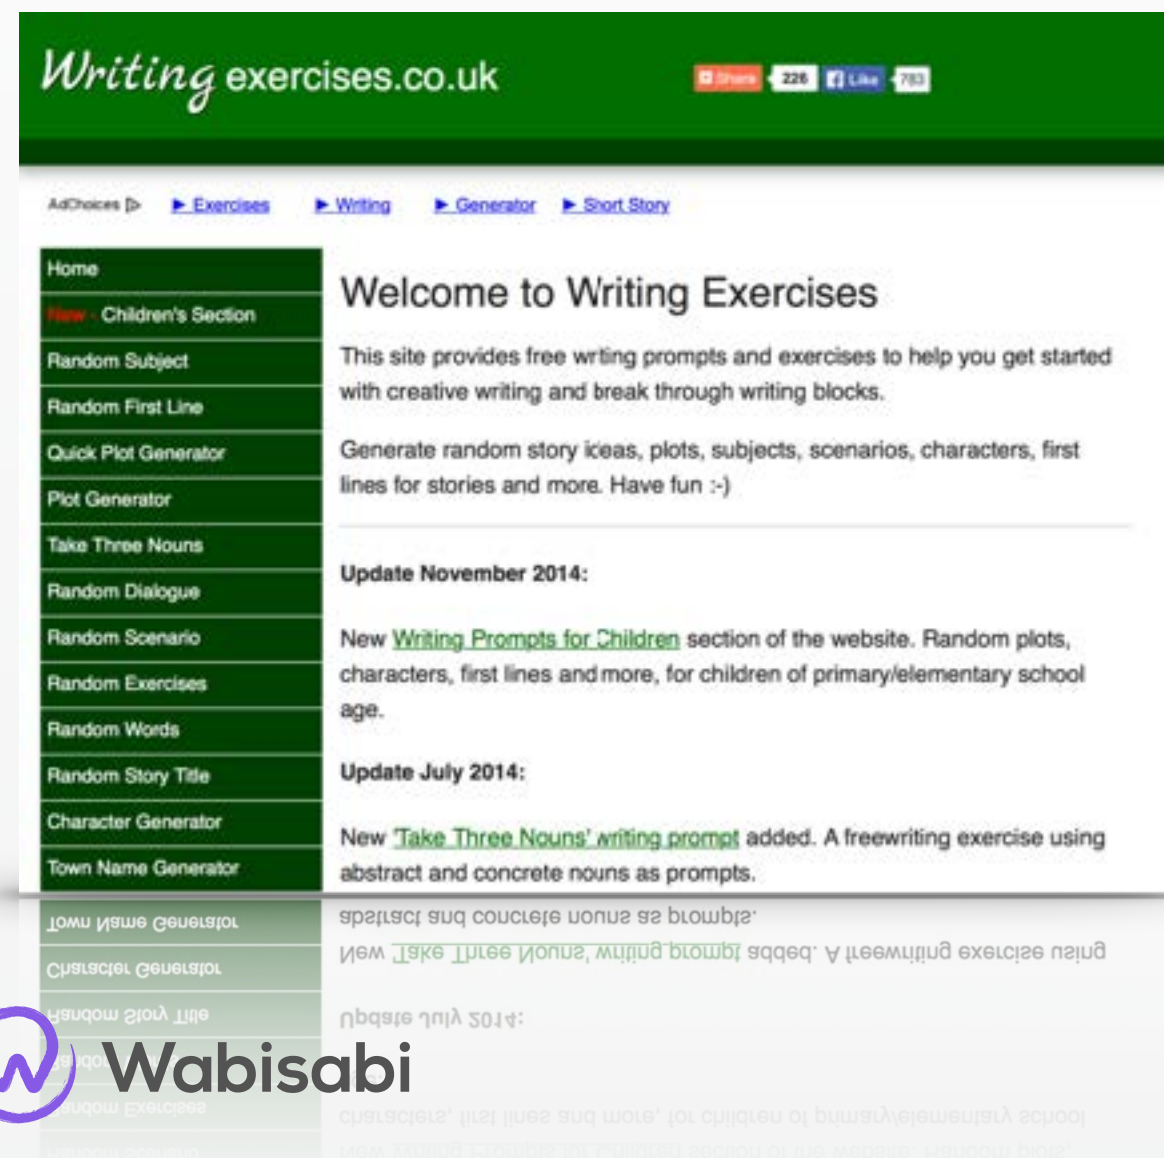 Writing exercises.co.uk
Share 226 Like 783
AdChoices Exercises Writing Generator Short Story
Home
New - Children's Section
Random Subject
Random First Line
Quick Plot Generator
Plot Generator
Take Three Nouns
Random Dialogue
Random Scenario
Random Exercises
Random Words
Random Story Title
Character Generator
Town Name Generator
Welcome to Writing Exercises
This site provides free writing prompts and exercises to help you get started
with creative writing and break through writing blocks.
Generate random story ideas, plots, subjects, scenarios, characters, first
lines for stories and more. Have fun :-)
Update November 2014:
New Writing Prompts for Children section of the website. Random plots,
characters, first lines and more, for children of primary/elementary school
age.
Update July 2014:
New 'Take Three Nouns' writing prompt added. A freewriting exercise using
abstract and concrete nouns as prompts.
Wabisabi